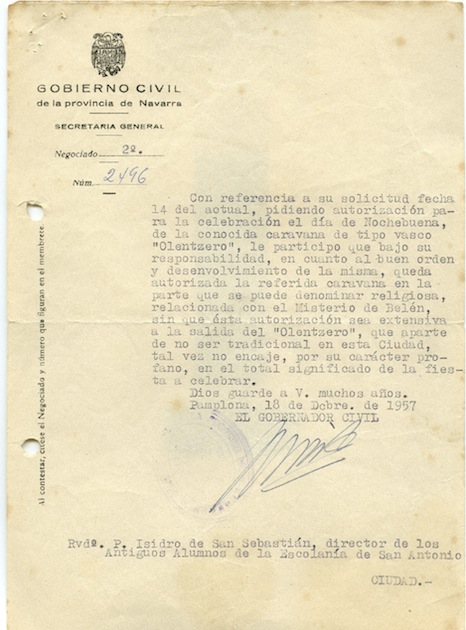 GOBIERNO CIVIL
de la provincia de Navarra
SECRETARIA GENERAL
Negociado 2º.
Núm. 2496
Con referencia a su solicitud fecha
14 del actual, pidiendo autorización pa-
ra la celebración el día de Nochebuena,
de la conocida caravana de tipo vasco
"Olentzero", le participo que bajo su
responsabilidad, en cuanto al buen orden
y desenvolvimiento de la misma, queda
autorizada la referida caravana en la
parte que se puede denominar religiosa,
relacionada con el Misterio de Belén,
sin que ésta autorización sea extensiva
a la salida del "Olentzero", que aparte
de no ser tradicional en esta Ciudad,
tal vez no encaje, por su carácter pro-
fano, en el total significado de la fies-
ta a celebrar.
Dios guarde a V. muchos años.
Pamplona, 18 de Dcbre. de 1957
EL GOBERNADOR CIVIL
Rvdº. P. Isidro de San Sebastián, director de los
Antiguos Alumnos de la Escolanía de San Antonio
CIUDAD.-
Al contestar, cítese el Negociado y número que figuran en el membrete.